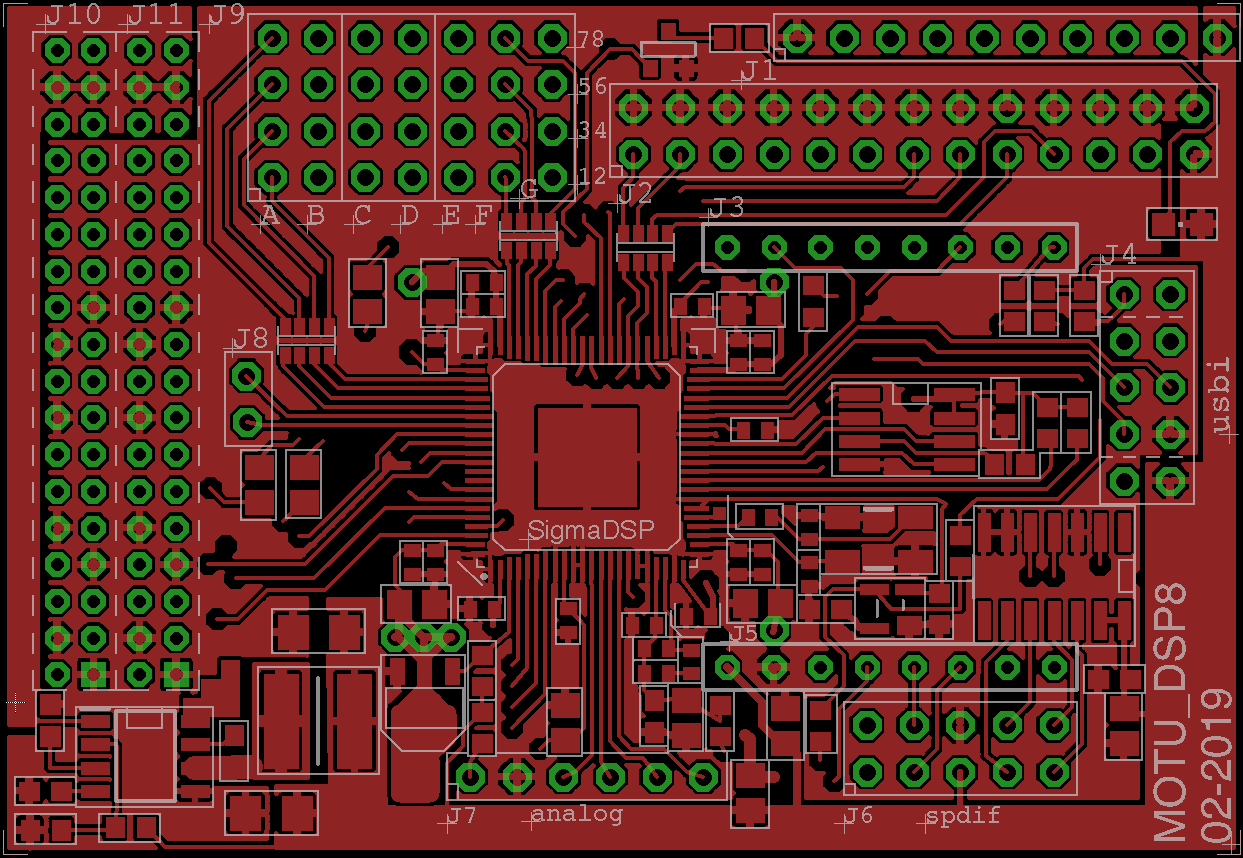 J10 J11 J9
78
56
34
12
J1
A B C D E F G
J2
J3
J4
J8
usbi
SigmaDSP
J5
MOTU_DSP8
02-2019
J7 analog
J6 spdif